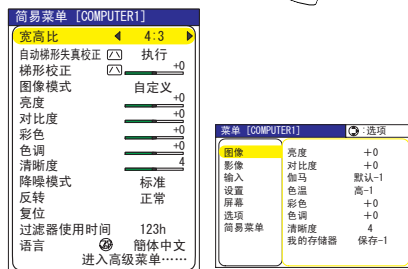 简易菜单 [COMPUTER1]
宽高比 4:3
自动梯形失真校正 执行
梯形校正 +0
图像模式 自定义
亮度 +0
对比度 +0
彩色 +0
色调 +0
清晰度 4
降噪模式 标准
反转 正常
复位
过滤器使用时间 123h
语言 簡体中文
进入高级菜单……
菜单 [COMPUTER1] :选项
图像
影像
输入
设置
屏幕
选项
简易菜单
亮度 +0
对比度 +0
伽马 默认-1
色温 高-1
彩色 +0
色调 +0
清晰度 4
我的存储器 保存-1